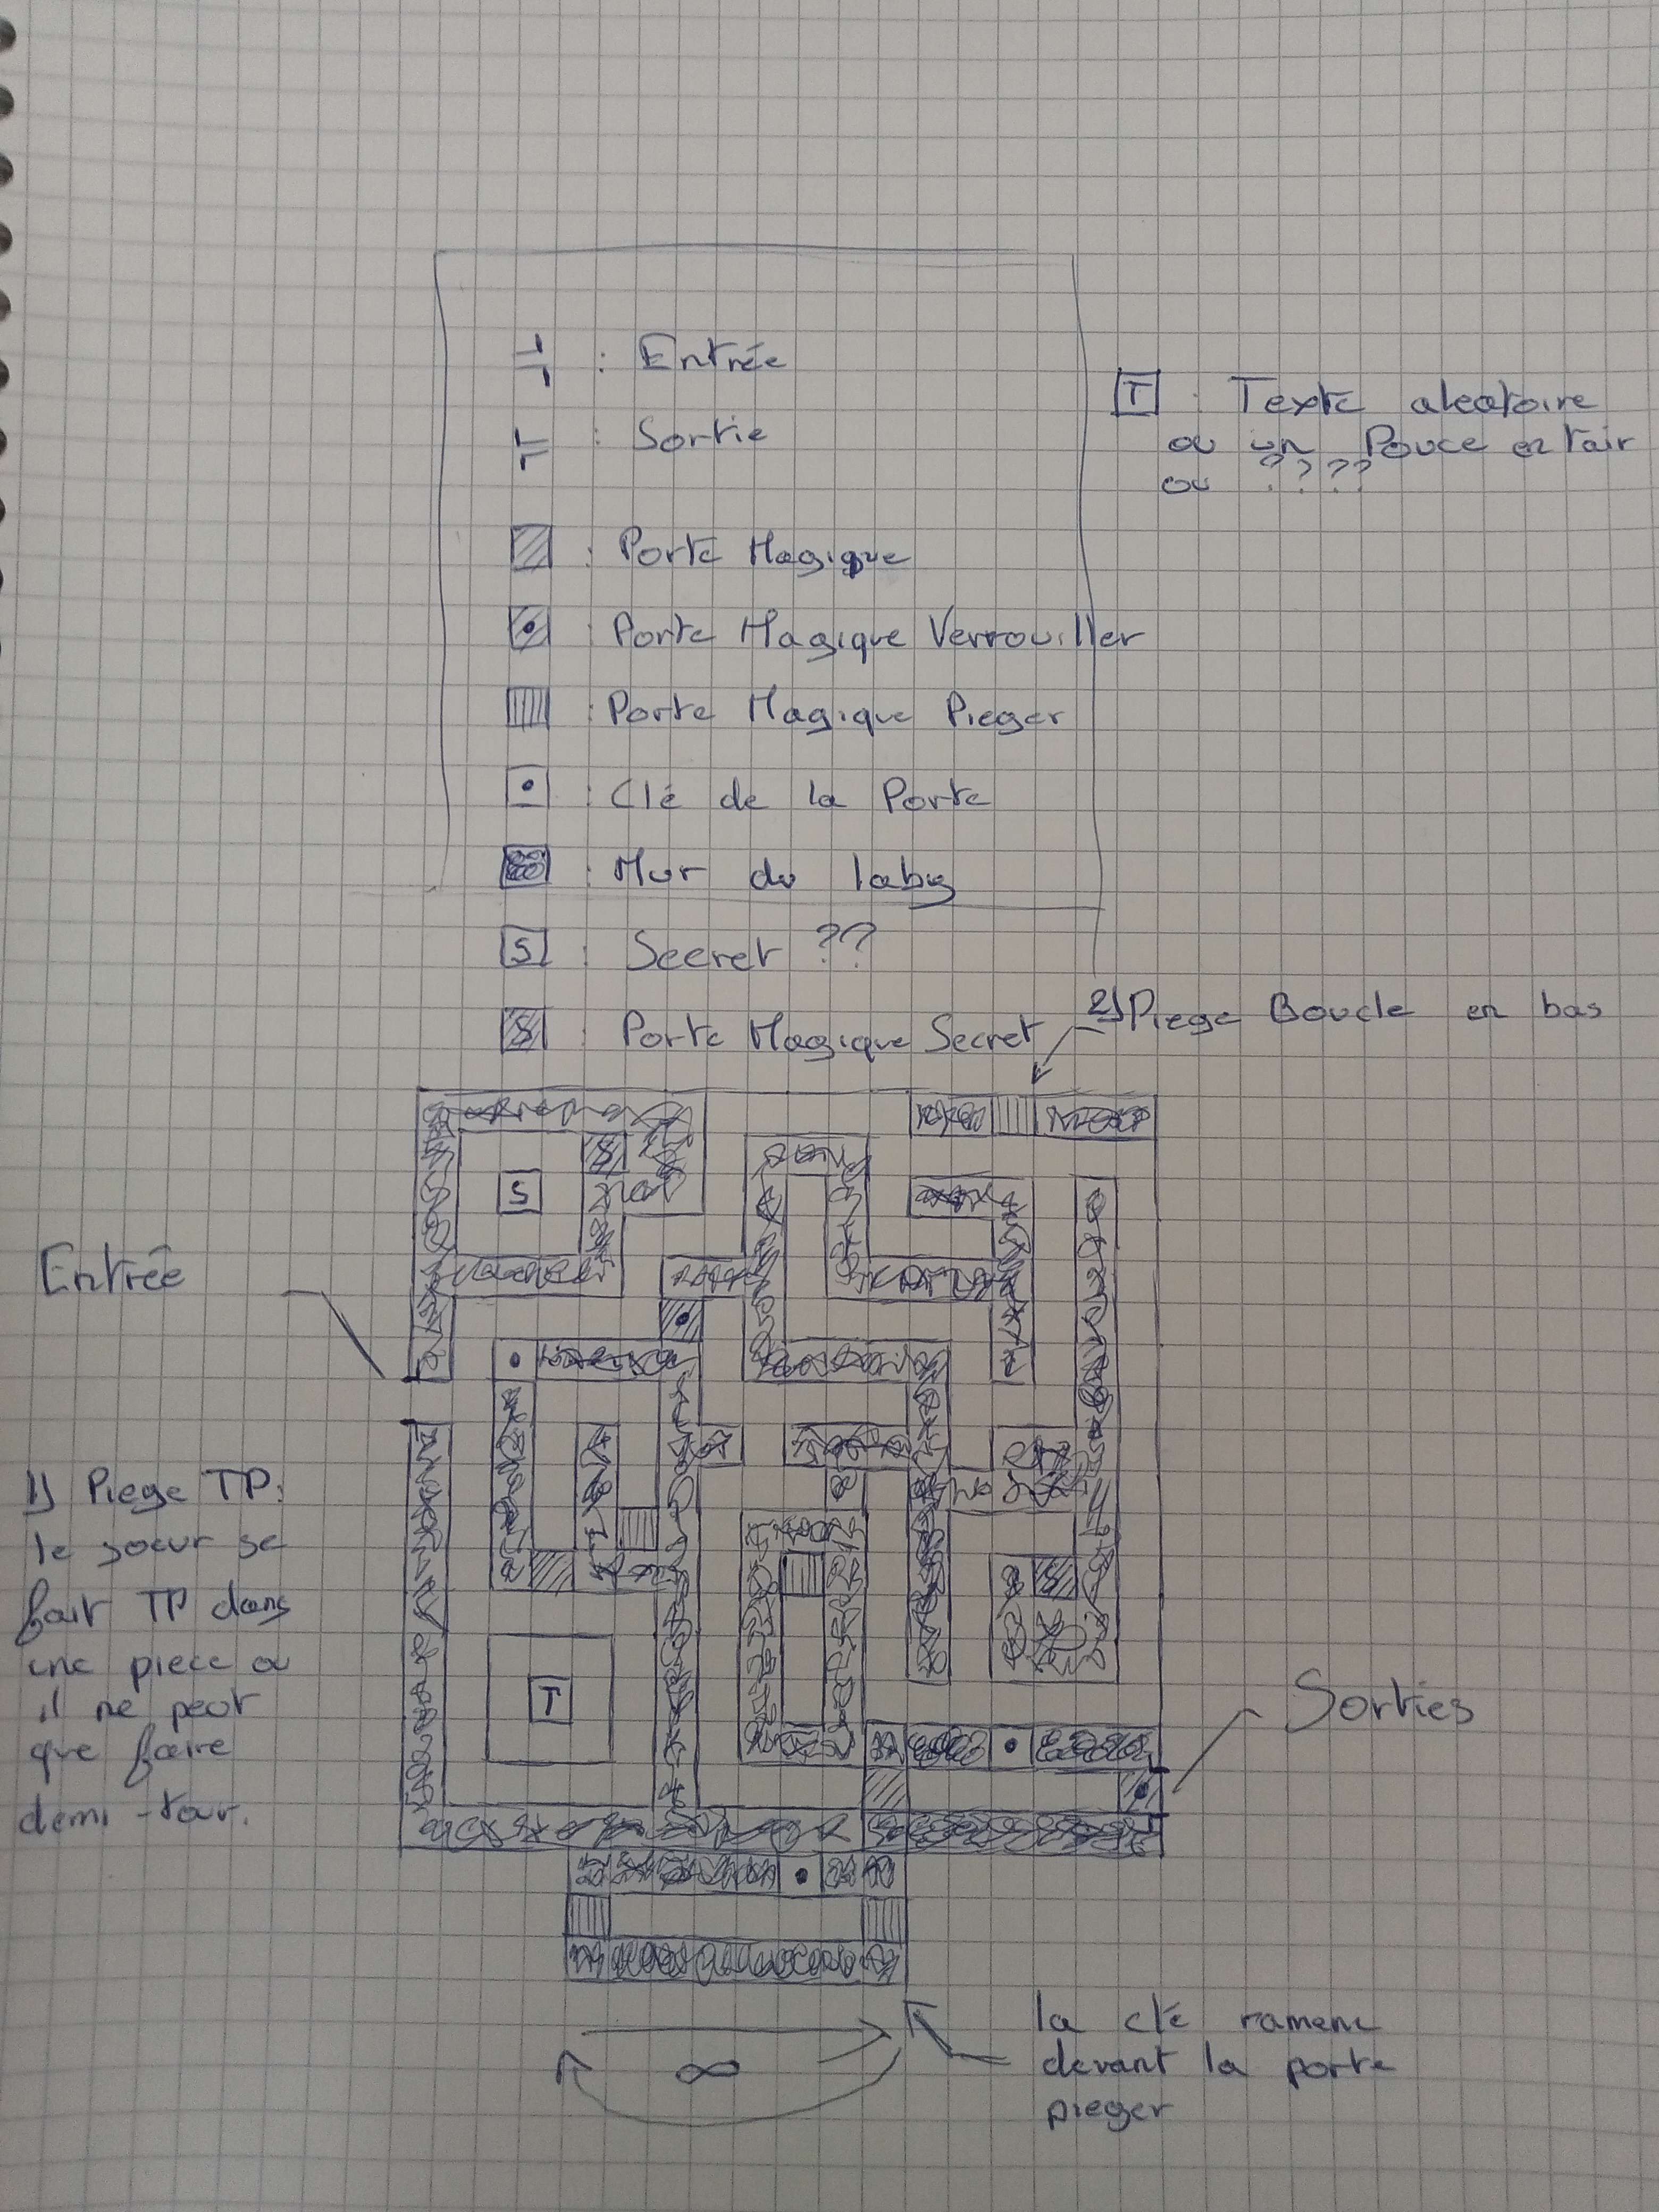 : Entrée
: Sortie
: Porte Magique
: Porte Magique Verrouiller
: Porte Magique Pieger
: Clé de la Porte
: Mur du laby
S : Secret ??
S : Porte Magique Secret
T : Texte aleatoire
ou un Pouce en l'air
ou ????
2) Piege Boucle en bas
S
S
Entrée
1) Piege TP:
le joeur se
fait TP dans
une piece ou
il ne peut
que faire
demi-tour.
S
T
Sorties
∞
la clé ramene
devant la porte
pieger